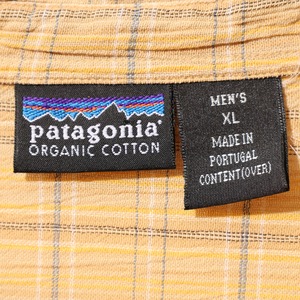 patagonia®
ORGANIC COTTON
MEN'S
XL
MADE IN
PORTUGAL
CONTENT(OVER)